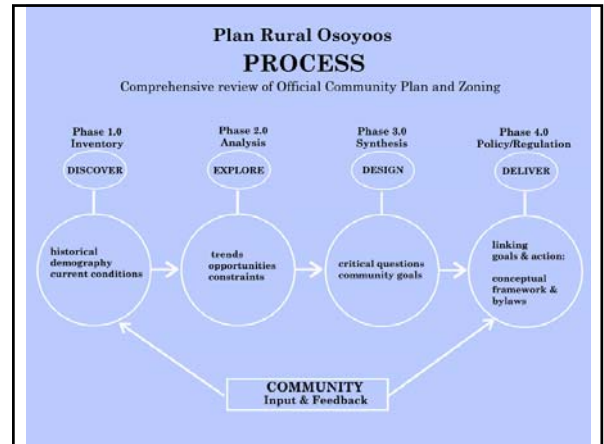 Plan Rural Osoyoos
PROCESS
Comprehensive review of Official Community Plan and Zoning
Phase 1.0
Inventory
DISCOVER
historical
demography
current conditions
Phase 2.0
Analysis
EXPLORE
trends
opportunities
constraints
Phase 3.0
Synthesis
DESIGN
critical questions
community goals
Phase 4.0
Policy/Regulation
DELIVER
linking
goals & action:
conceptual
framework &
bylaws
COMMUNITY
Input & Feedback